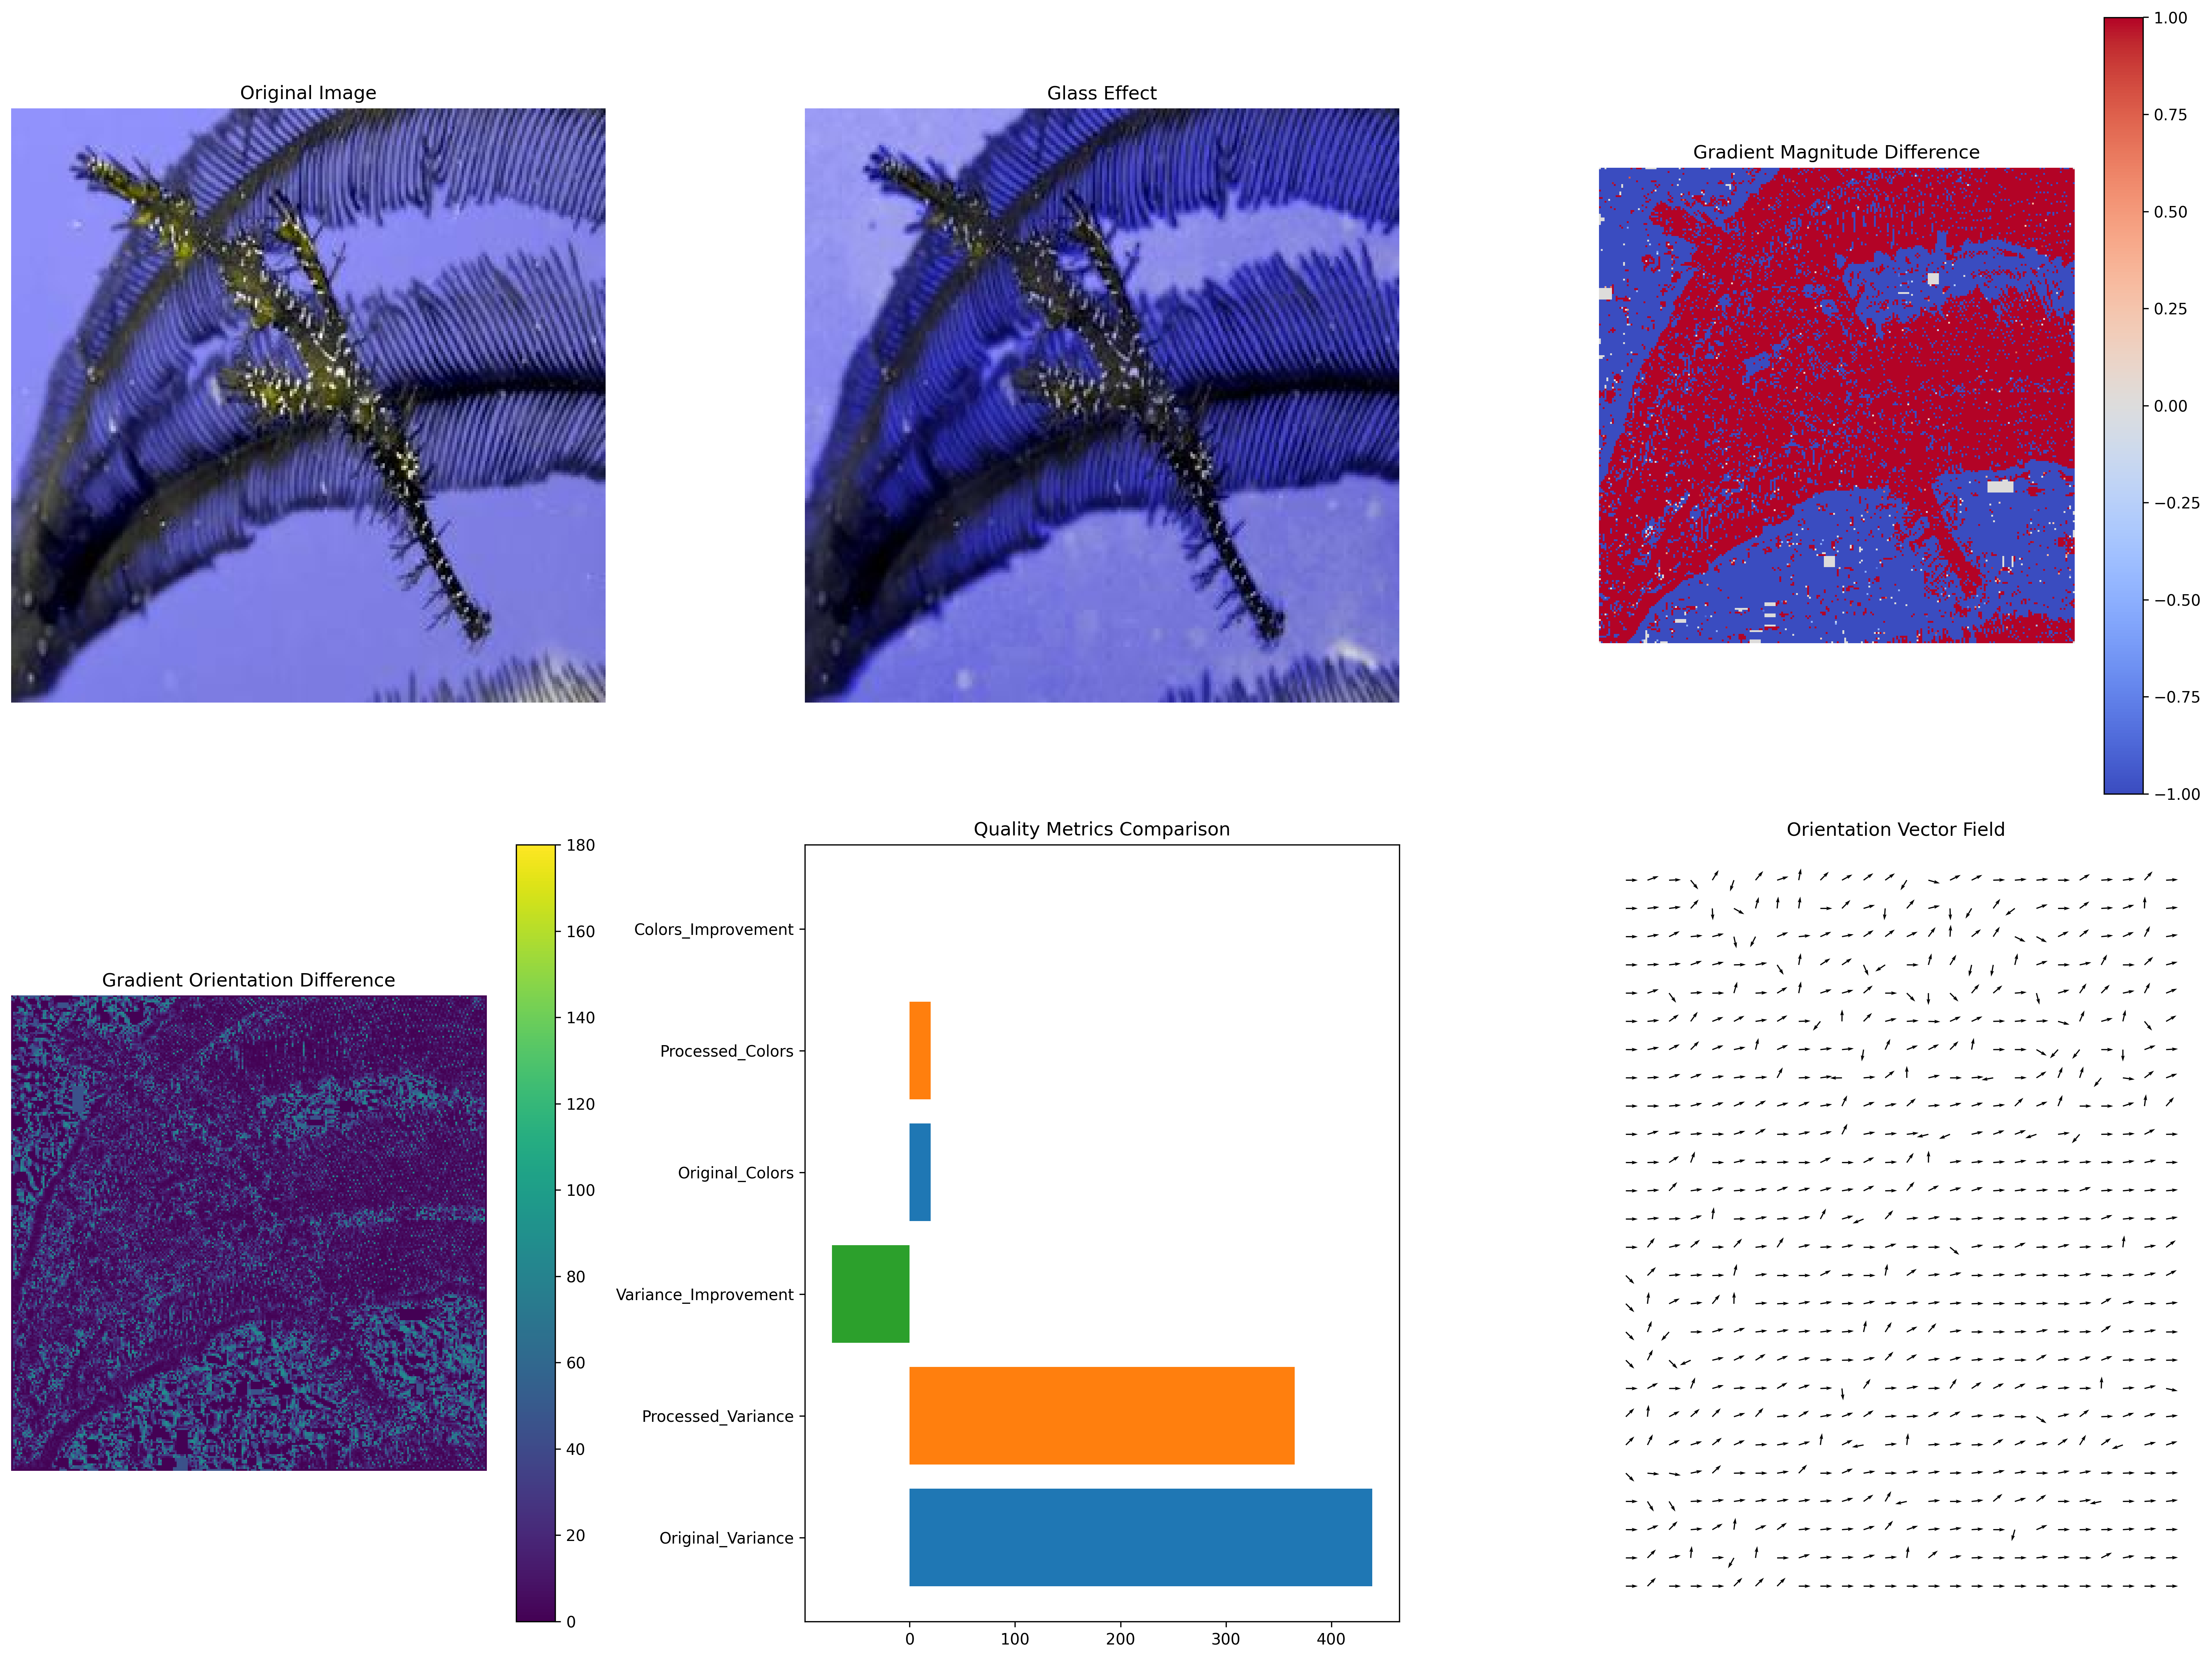 Original Image
Glass Effect
Gradient Magnitude Difference
1.00
0.75
0.50
0.25
0.00
−0.25
−0.50
−0.75
−1.00
Gradient Orientation Difference
180
160
140
120
100
80
60
40
20
0
Quality Metrics Comparison
Colors_Improvement
Processed_Colors
Original_Colors
Variance_Improvement
Processed_Variance
Original_Variance
0 100 200 300 400
Orientation Vector Field